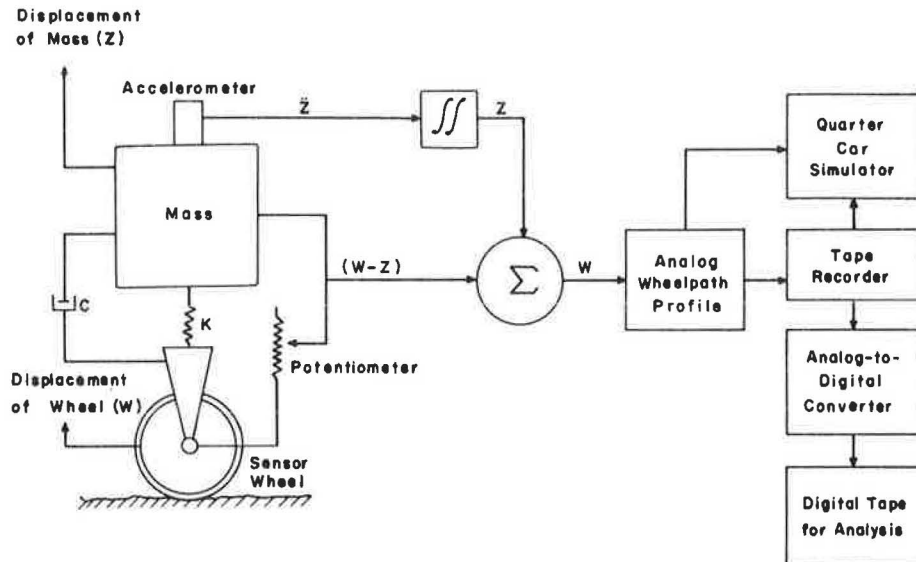 Displacement
of Mass (Z)
Accelerometer
Z̈
∫∫
Z
Quarter
Car
Simulator
Mass
(W-Z)
Σ
W
Analog
Wheelpath
Profile
Tape
Recorder
C
K
Potentiometer
Displacement
of Wheel (W)
Analog-to-
Digital
Converter
Sensor
Wheel
Digital Tape
for Analysis